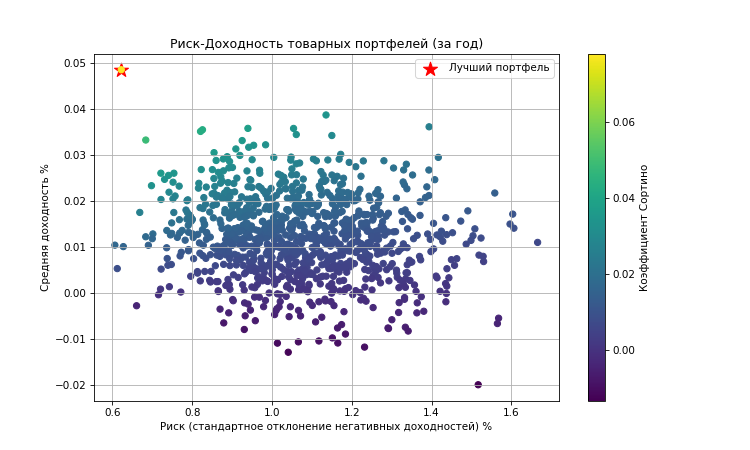 Риск-Доходность товарных портфелей (за год)
Лучший портфель
Средняя доходность %
0.05
0.04
0.03
0.02
0.01
0.00
−0.01
−0.02
0.6 0.8 1.0 1.2 1.4 1.6
Риск (стандартное отклонение негативных доходностей) %
0.06
0.04
0.02
0.00
Коэффициент Сортино